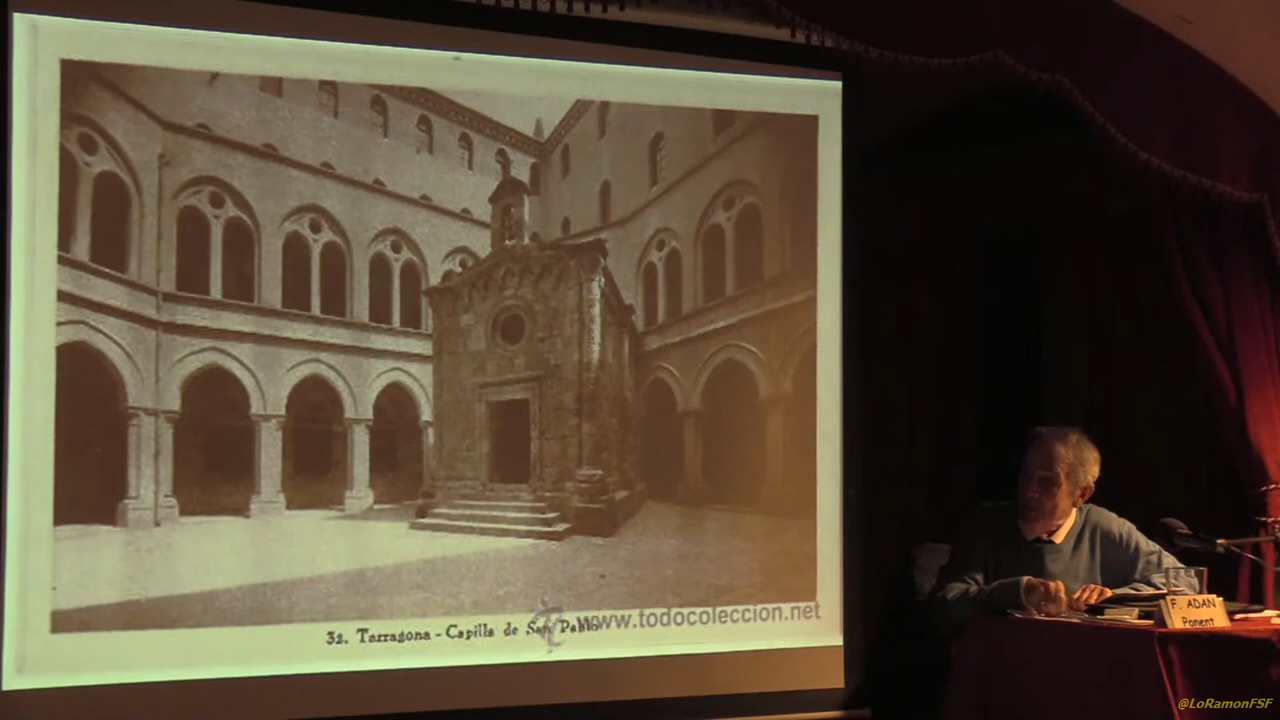 32. Tarragona - Capilla de San Pablo
www.todocoleccion.net
F. ADAN
Ponent
@LoRamonFSF